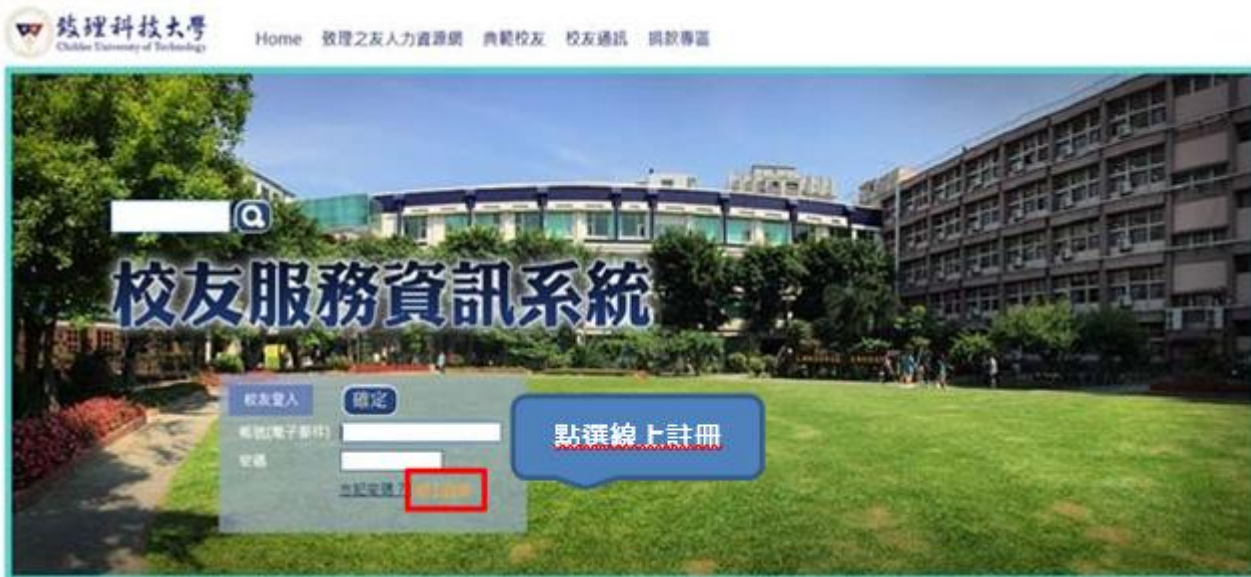 致理科技大學
Chihlee University of Technology
Home 致理之友人力資源網 典範校友 校友通訊 捐款專區
校友服務資訊系統
校友登入 確定
帳號(電子郵件)
密碼
忘記密碼？
點選線上註冊